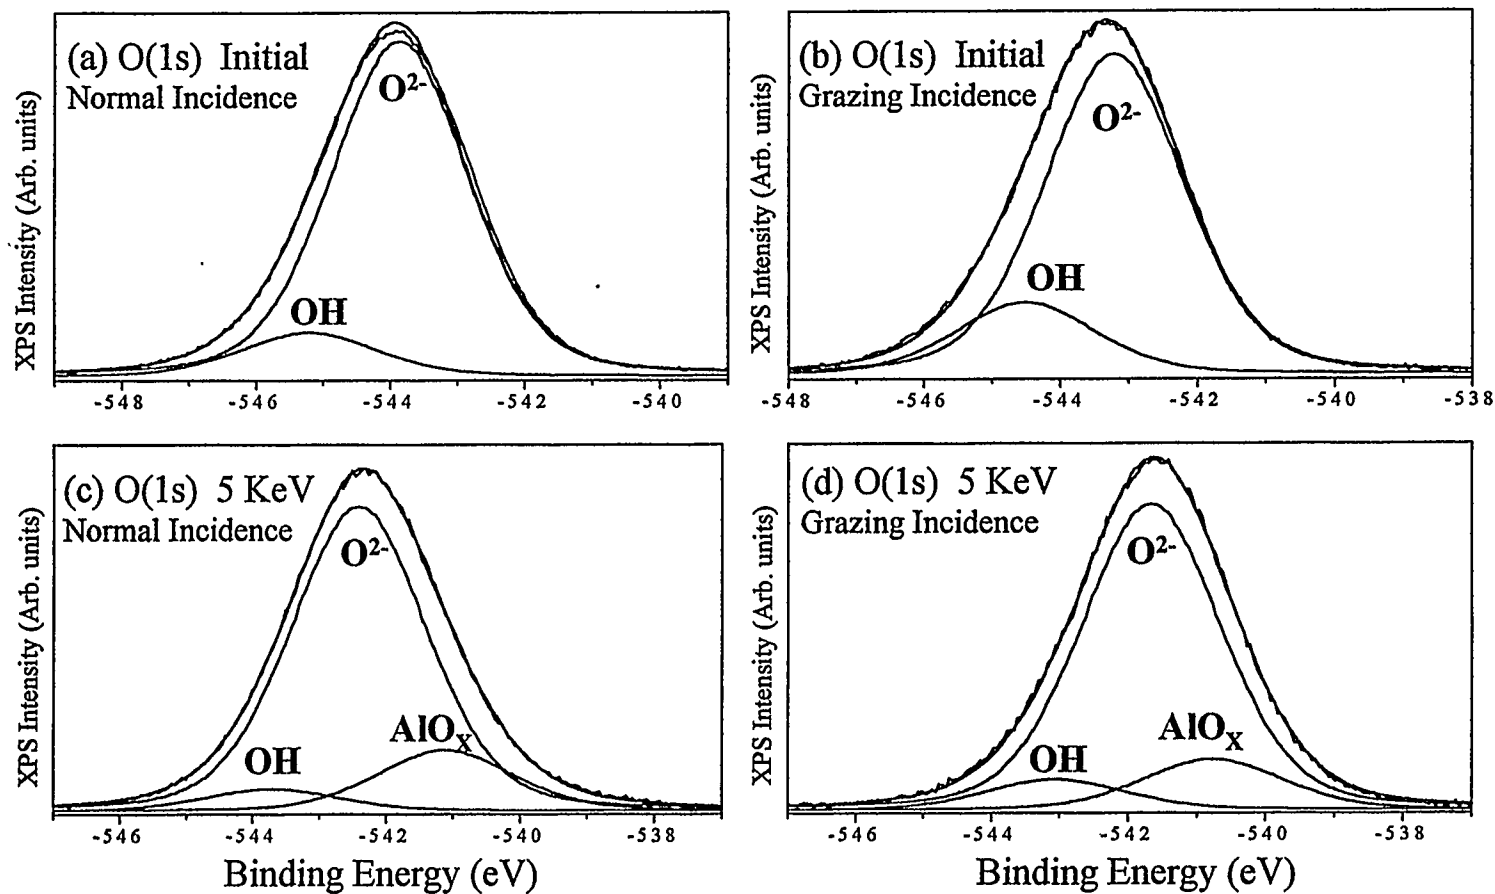 (a) O(1s) Initial
Normal Incidence
O²⁻
OH
XPS Intensity (Arb. units)
-548 -546 -544 -542 -540
(b) O(1s) Initial
Grazing Incidence
O²⁻
OH
XPS Intensity (Arb. units)
-548 -546 -544 -542 -540 -538
(c) O(1s) 5 KeV
Normal Incidence
O²⁻
AlOX
OH
XPS Intensity (Arb. units)
-546 -544 -542 -540 -538
Binding Energy (eV)
(d) O(1s) 5 KeV
Grazing Incidence
O²⁻
AlOX
OH
XPS Intensity (Arb. units)
-546 -544 -542 -540 -538
Binding Energy (eV)